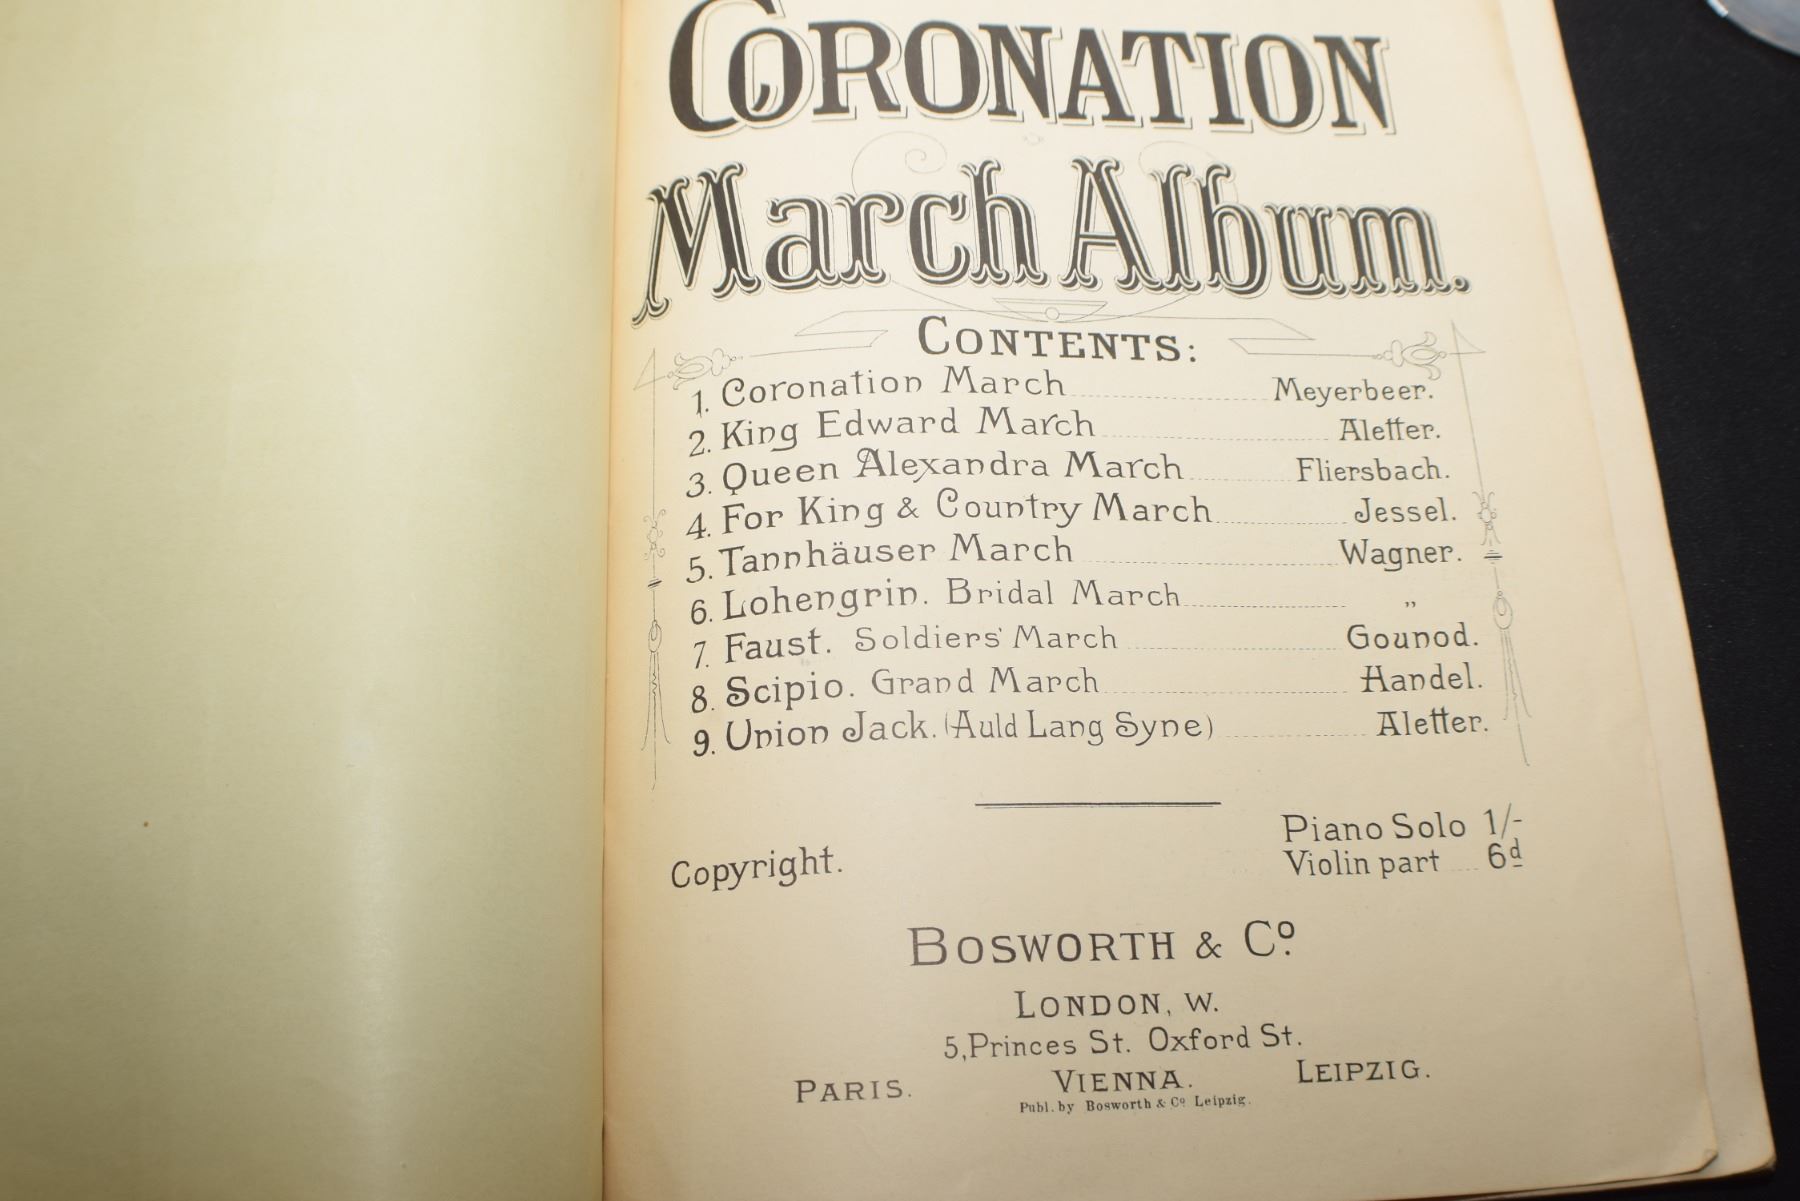 CORONATION
March Album.
CONTENTS:
1. Coronation March Meyerbeer.
2. King Edward March Aletter.
3. Queen Alexandra March Fliersbach.
4. For King & Country March Jessel.
5. Tannhäuser March Wagner.
6. Lohengrin. Bridal March „
7. Faust. Soldiers' March Gounod.
8. Scipio. Grand March Handel.
9. Union Jack. (Auld Lang Syne) Aletter.
Piano Solo 1/-
Copyright. Violin part 6d
BOSWORTH & Co.
LONDON, W.
5, Princes St. Oxford St.
PARIS. VIENNA. LEIPZIG.
Publ. by Bosworth & Co. Leipzig.